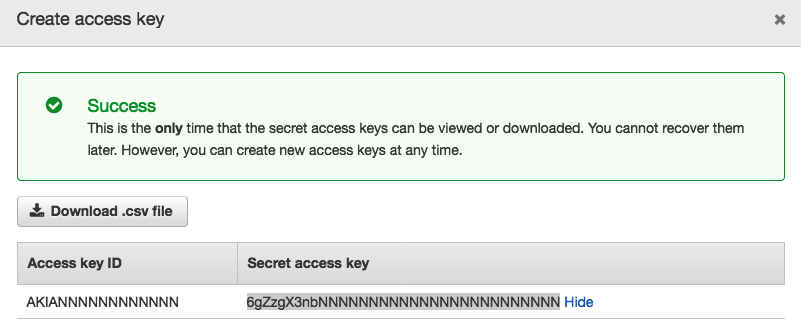 Create access key
Success
This is the only time that the secret access keys can be viewed or downloaded. You cannot recover them
later. However, you can create new access keys at any time.
Download .csv file
Access key ID Secret access key
AKIANNNNNNNNNNNN 6gZzgX3nbNNNNNNNNNNNNNNNNNNNNNNNN Hide